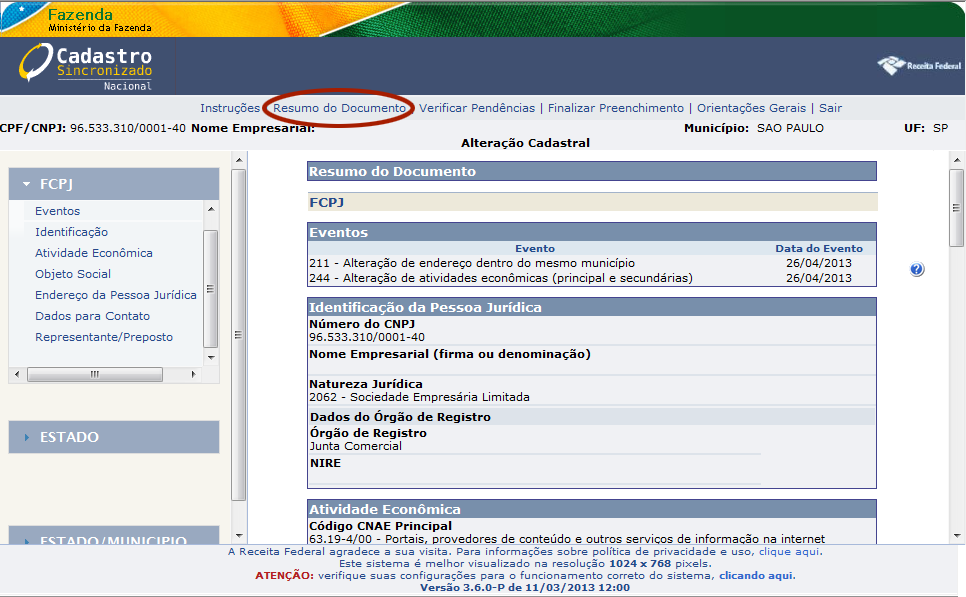 Fazenda
Ministério da Fazenda
Cadastro
Sincronizado
Nacional
Receita Federal
Instruções | Resumo do Documento | Verificar Pendências | Finalizar Preenchimento | Orientações Gerais | Sair
CPF/CNPJ: 96.533.310/0001-40 Nome Empresarial: Município: SAO PAULO UF: SP
Alteração Cadastral
FCPJ
Eventos
Identificação
Atividade Econômica
Objeto Social
Endereço da Pessoa Jurídica
Dados para Contato
Representante/Preposto
ESTADO
ESTADO/MUNICIPIO
Resumo do Documento
FCPJ
Eventos
Evento Data do Evento
211 - Alteração de endereço dentro do mesmo município 26/04/2013
244 - Alteração de atividades econômicas (principal e secundárias) 26/04/2013
?
Identificação da Pessoa Jurídica
Número do CNPJ
96.533.310/0001-40
Nome Empresarial (firma ou denominação)
Natureza Jurídica
2062 - Sociedade Empresária Limitada
Dados do Órgão de Registro
Órgão de Registro
Junta Comercial
NIRE
Atividade Econômica
Código CNAE Principal
63.19-4/00 - Portais, provedores de conteúdo e outros serviços de informação na internet
A Receita Federal agradece a sua visita. Para informações sobre política de privacidade e uso, clique aqui.
Este sistema é melhor visualizado na resolução 1024 x 768 pixels.
ATENÇÃO: verifique suas configurações para o funcionamento correto do sistema, clicando aqui.
Versão 3.6.0-P de 11/03/2013 12:00